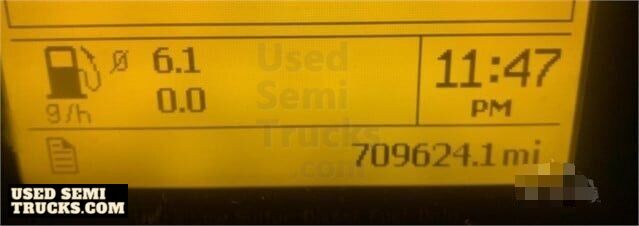 ø 6.1
0.0
g/h
11:47
PM
709624.1 mi
Used
Semi
Trucks
.com
USED SEMI
TRUCKS.COM